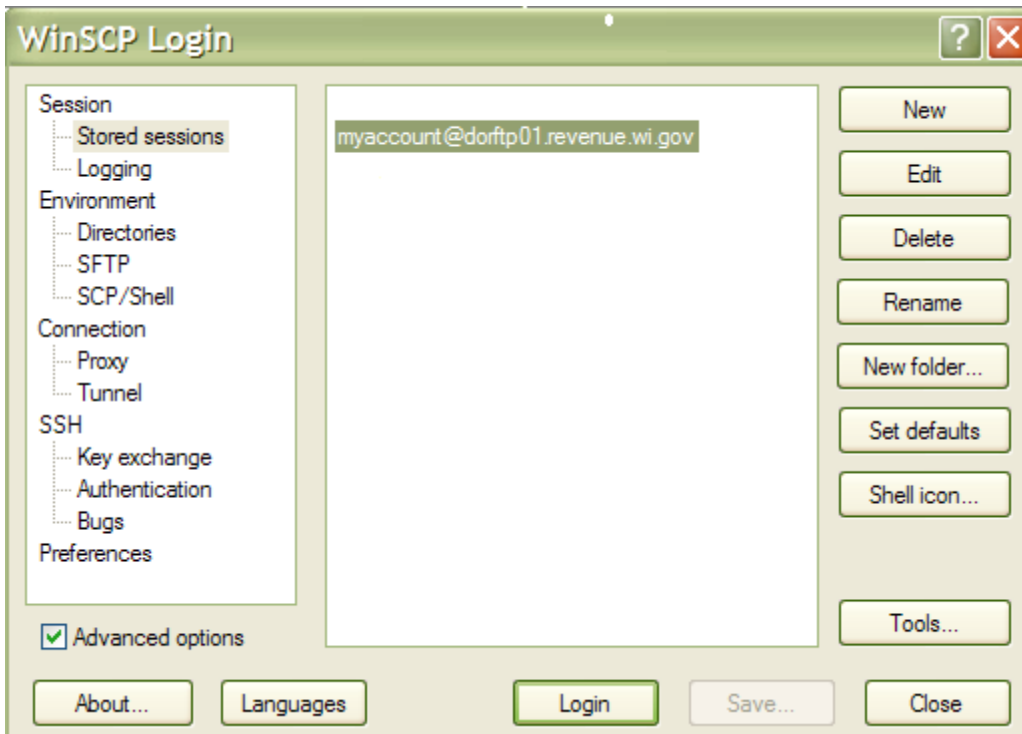 WinSCP Login
?
Session
Stored sessions
Logging
Environment
Directories
SFTP
SCP/Shell
Connection
Proxy
Tunnel
SSH
Key exchange
Authentication
Bugs
Preferences
Advanced options
myaccount@dorftp01.revenue.wi.gov
New
Edit
Delete
Rename
New folder...
Set defaults
Shell icon...
Tools...
About...
Languages
Login
Save...
Close